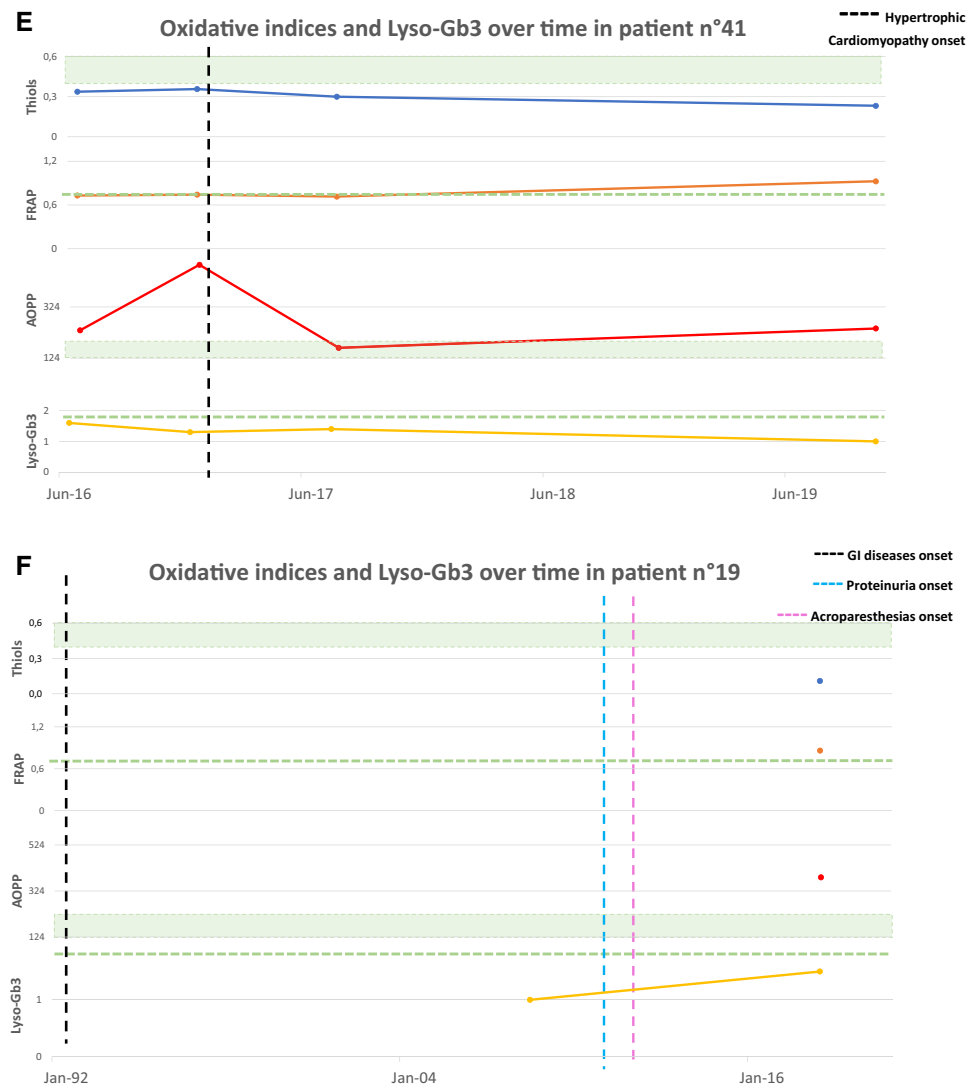 E
Oxidative indices and Lyso-Gb3 over time in patient n°41
Hypertrophic
Cardiomyopathy onset
Thiols
0,6
0,3
0
FRAP
1,2
0,6
0
AOPP
324
124
Lyso-Gb3
2
1
0
Jun-16 Jun-17 Jun-18 Jun-19
F
Oxidative indices and Lyso-Gb3 over time in patient n°19
GI diseases onset
Proteinuria onset
Acroparesthesias onset
Thiols
0,6
0,3
0,0
FRAP
1,2
0,6
0
AOPP
524
324
124
Lyso-Gb3
1
0
Jan-92 Jan-04 Jan-16